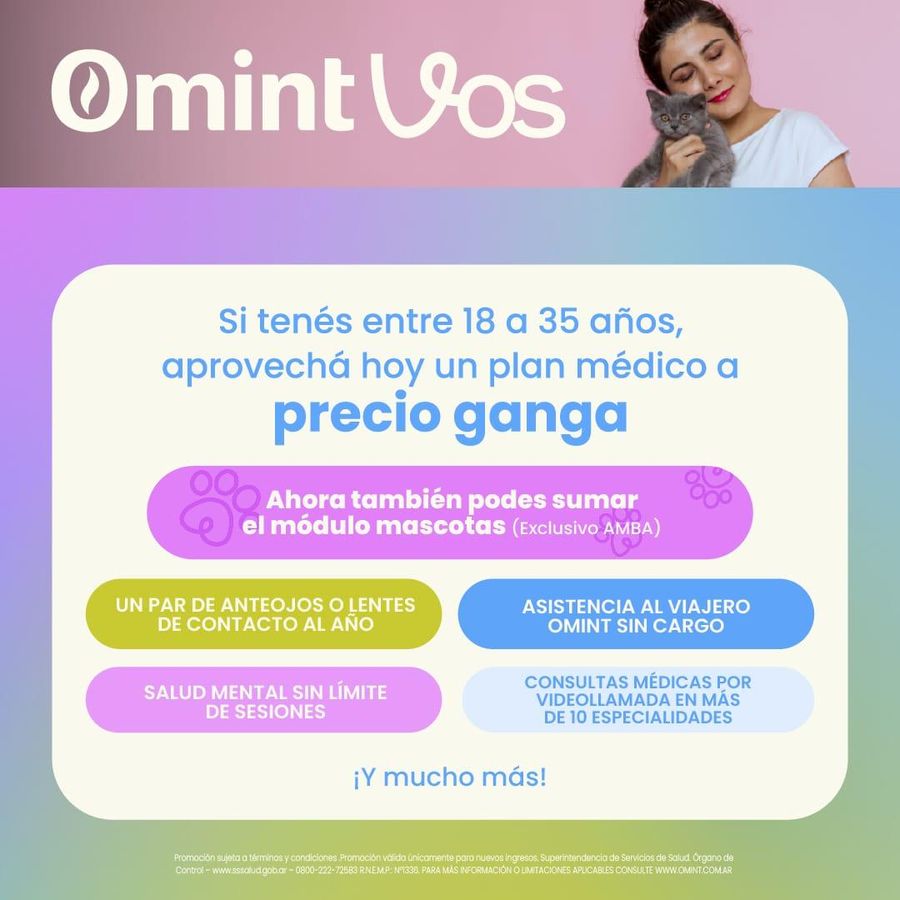 Omint Vos
Si tenés entre 18 a 35 años,
aprovechá hoy un plan médico a
precio ganga
Ahora también podes sumar
el módulo mascotas (Exclusivo AMBA)
UN PAR DE ANTEOJOS O LENTES
DE CONTACTO AL AÑO
ASISTENCIA AL VIAJERO
OMINT SIN CARGO
SALUD MENTAL SIN LÍMITE
DE SESIONES
CONSULTAS MÉDICAS POR
VIDEOLLAMADA EN MÁS
DE 10 ESPECIALIDADES
¡Y mucho más!
Promoción sujeta a términos y condiciones .Promoción válida únicamente para nuevos ingresos. Superintendencia de Servicios de Salud. Órgano de
Control – www.sssalud.gob.ar – 0800-222-72583 R.N.E.M.P.: N°1336. PARA MÁS INFORMACIÓN O LIMITACIONES APLICABLES CONSULTE WWW.OMINT.COM.AR